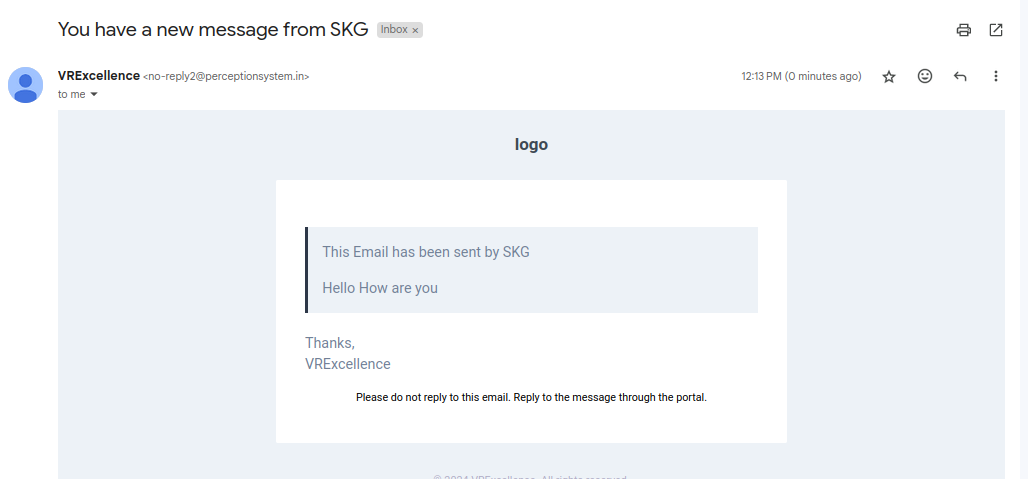 You have a new message from SKG Inbox ×
VRExcellence <no-reply2@perceptionsystem.in> 12:13 PM (0 minutes ago)
to me
logo
This Email has been sent by SKG
Hello How are you
Thanks,
VRExcellence
Please do not reply to this email. Reply to the message through the portal.
© 2024 VRExcellence. All rights reserved.